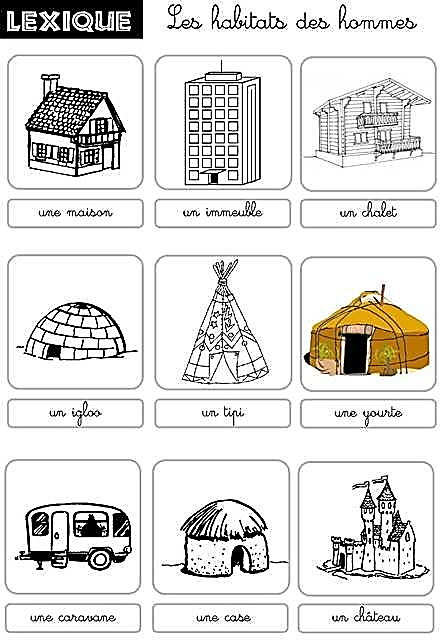 LEXIQUE Les habitats des hommes
une maison un immeuble un chalet
un igloo un tipi une yourte
une caravane une case un château